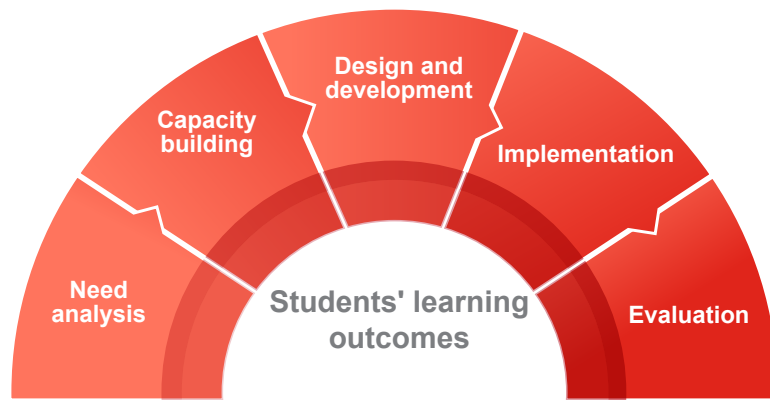 Need
analysis
Capacity
building
Design and
development
Implementation
Evaluation
Students' learning
outcomes